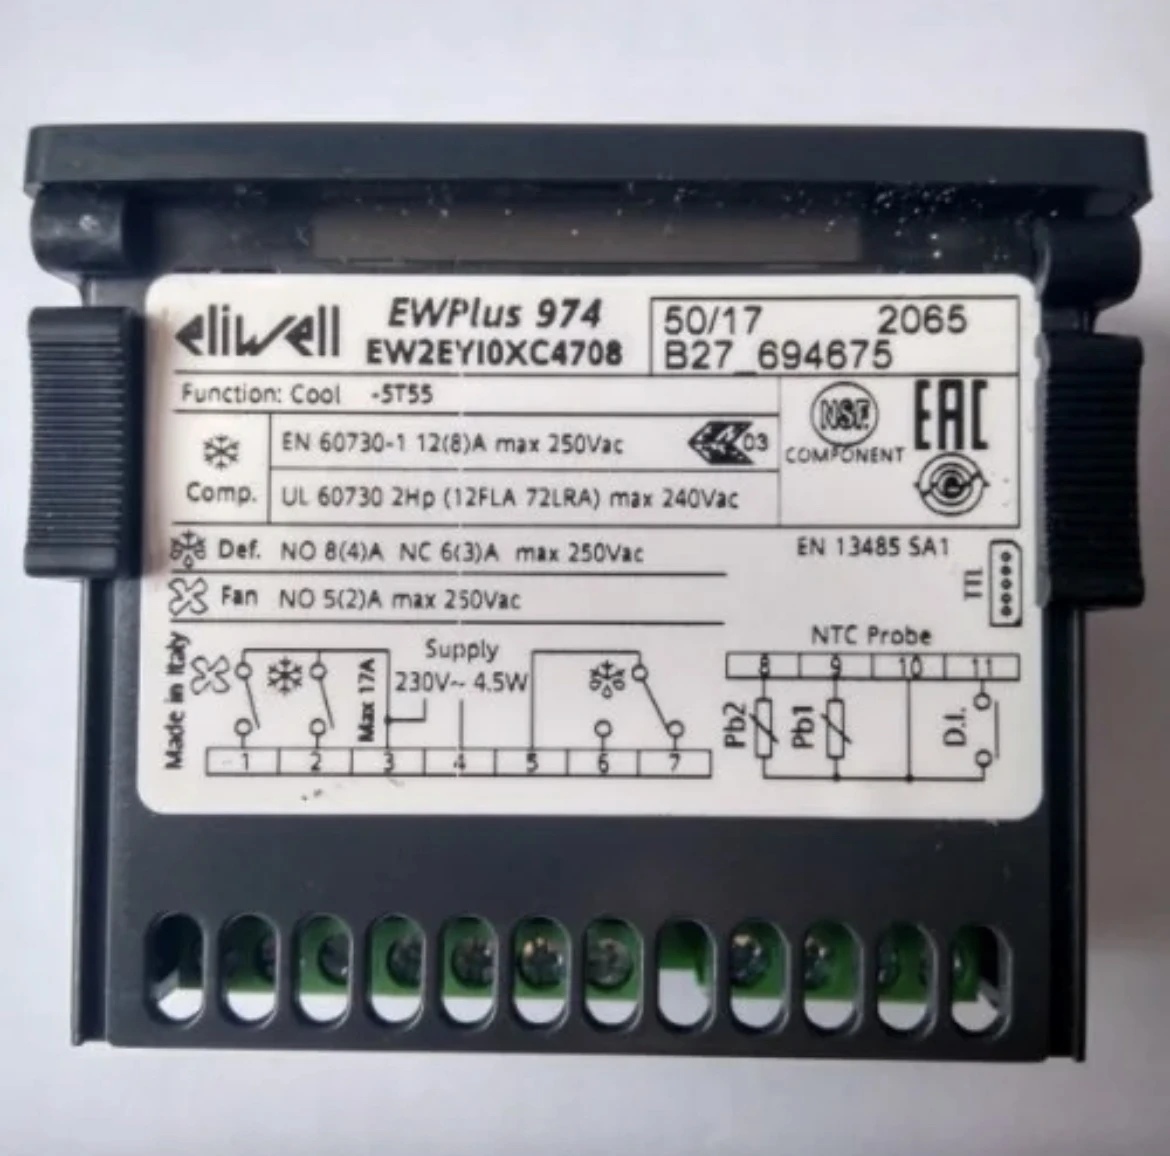 eliwell
EWPlus 974
EW2EYI0XC4708
50/17 2065
B27_694675
Function: Cool -5T55
NSF
EAC
COMPONENT
EN 60730-1 12(8)A max 250Vac
03
Comp.
UL 60730 2Hp (12FLA 72LRA) max 240Vac
Def. NO 8(4)A NC 6(3)A max 250Vac
EN 13485 SA1
Fan NO 5(2)A max 250Vac
TTL
Made in Italy
Max 17A
Supply
230V~ 4.5W
1 2 3 4 5 6 7
NTC Probe
8 9 10 11
Pb2
Pb1
D.I.